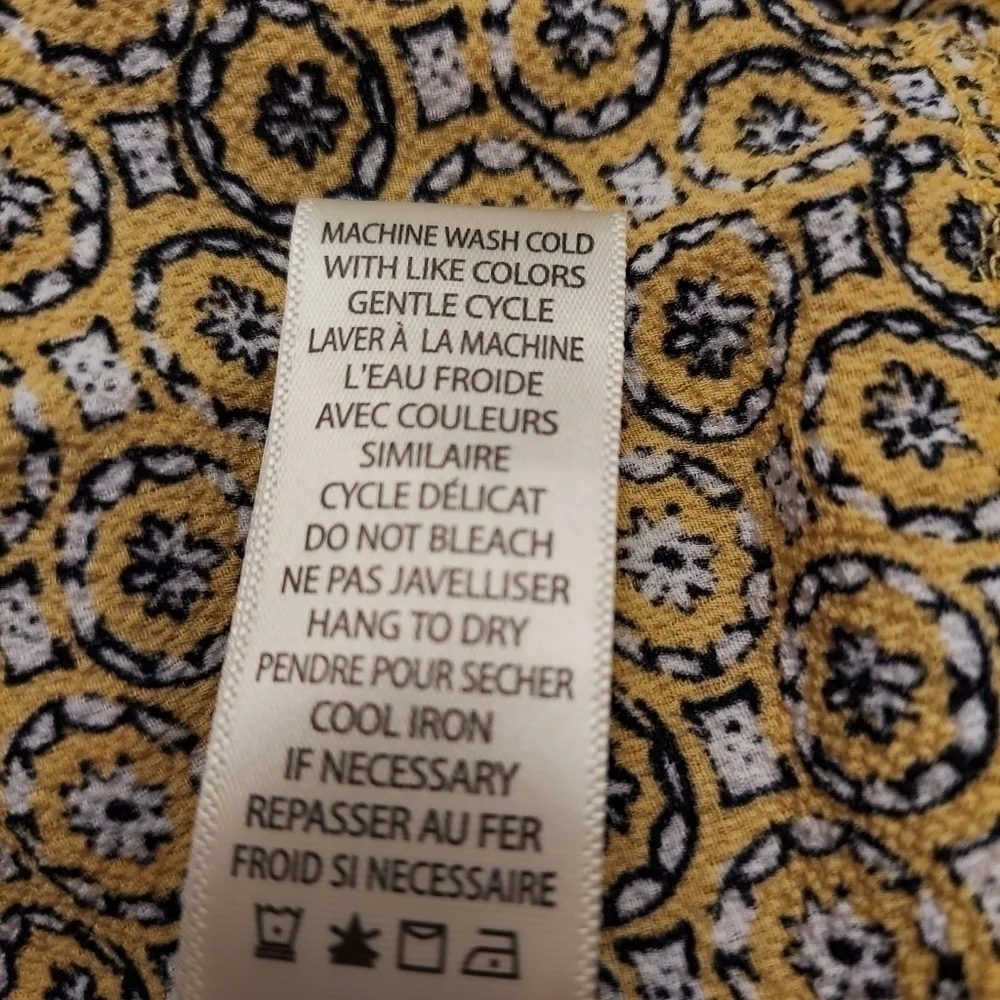 MACHINE WASH COLD
WITH LIKE COLORS
GENTLE CYCLE
LAVER À LA MACHINE
L'EAU FROIDE
AVEC COULEURS
SIMILAIRE
CYCLE DÉLICAT
DO NOT BLEACH
NE PAS JAVELLISER
HANG TO DRY
PENDRE POUR SECHER
COOL IRON
IF NECESSARY
REPASSER AU FER
FROID SI NECESSAIRE